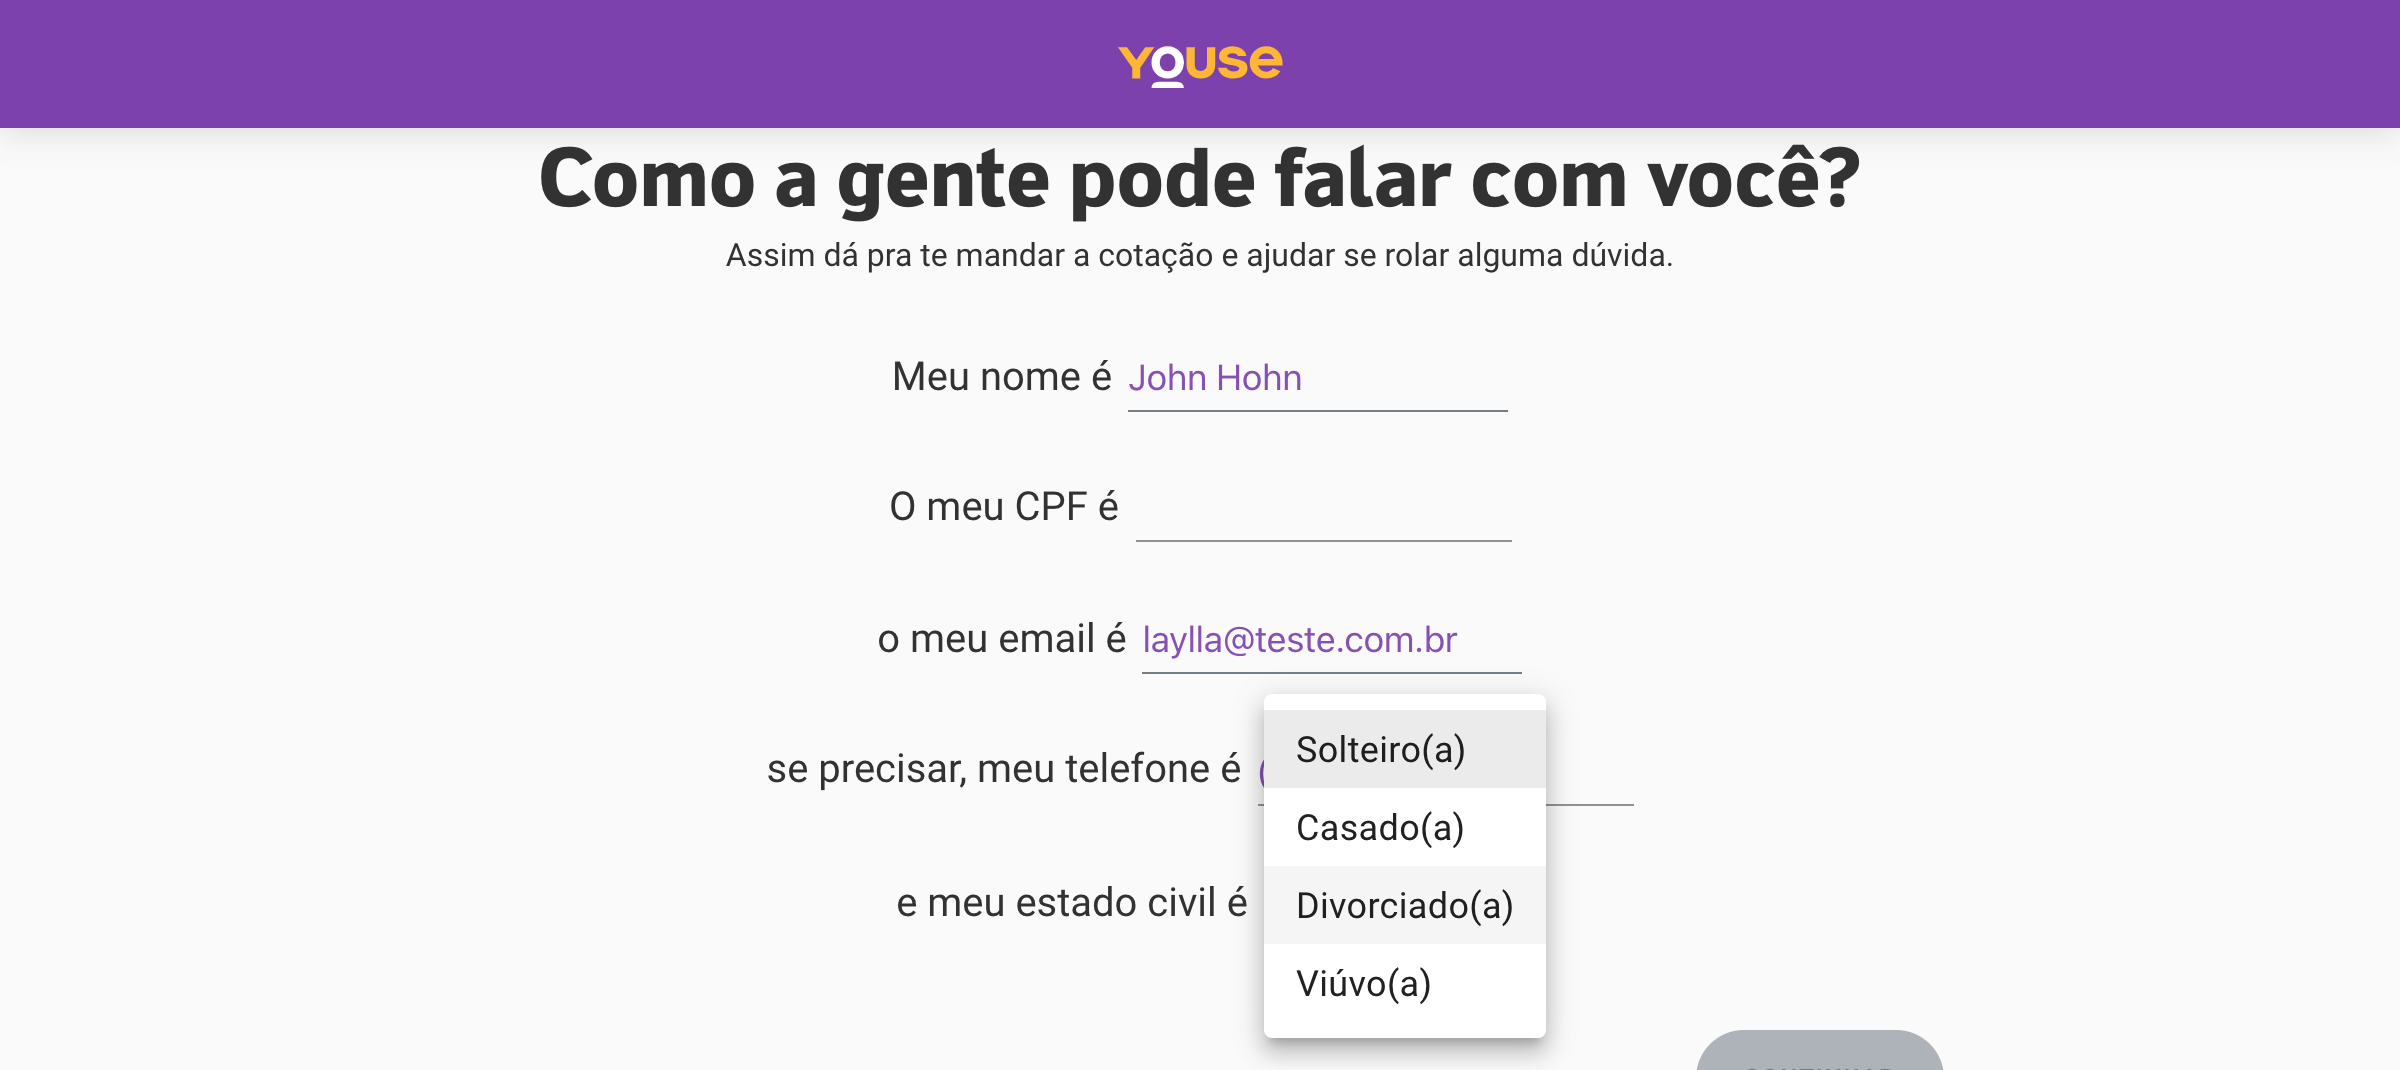 YOUSE
Como a gente pode falar com você?
Assim dá pra te mandar a cotação e ajudar se rolar alguma dúvida.
Meu nome é John Hohn
O meu CPF é
o meu email é laylla@teste.com.br
se precisar, meu telefone é (
e meu estado civil é
Solteiro(a)
Casado(a)
Divorciado(a)
Viúvo(a)